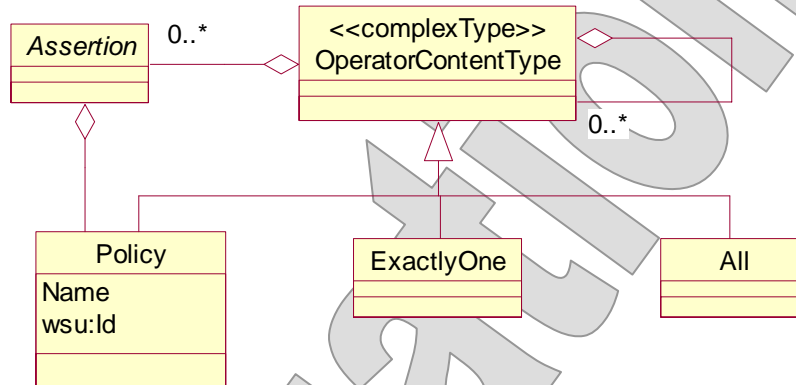 Assertion
0..*
<<complexType>>
OperatorContentType
0..*
Policy
Name
wsu:Id
ExactlyOne
All